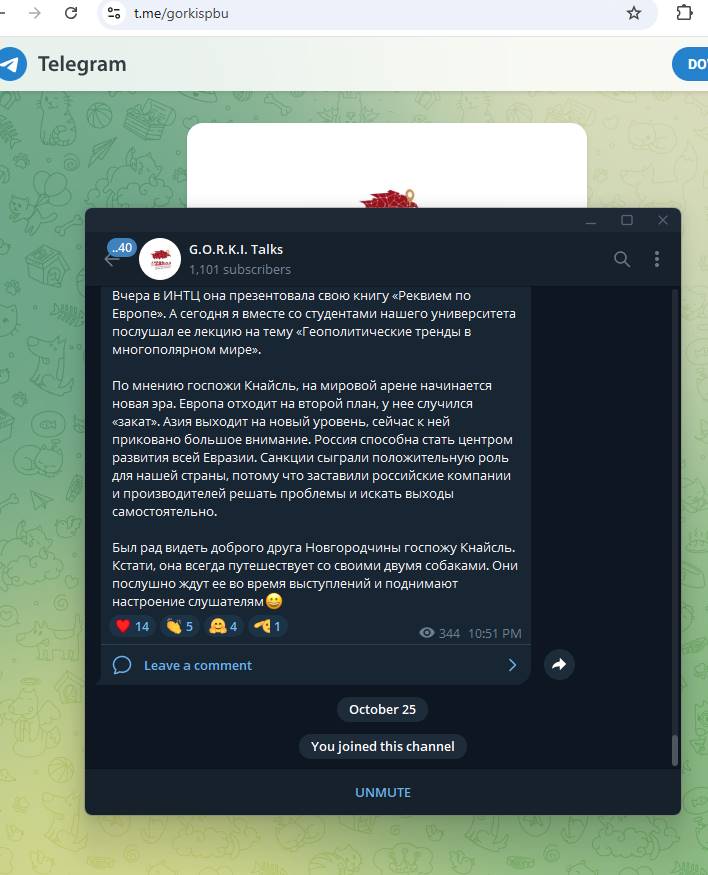 t.me/gorkispbu
Telegram
DO
..40
G.O.R.K.I. Talks
1,101 subscribers
Вчера в ИНТЦ она презентовала свою книгу «Реквием по
Европе». А сегодня я вместе со студентами нашего университета
послушал ее лекцию на тему «Геополитические тренды в
многополярном мире».
По мнению госпожи Кнайсль, на мировой арене начинается
новая эра. Европа отходит на второй план, у нее случился
«закат». Азия выходит на новый уровень, сейчас к ней
приковано большое внимание. Россия способна стать центром
развития всей Евразии. Санкции сыграли положительную роль
для нашей страны, потому что заставили российские компании
и производителей решать проблемы и искать выходы
самостоятельно.
Был рад видеть доброго друга Новгородчины госпожу Кнайсль.
Кстати, она всегда путешествует со своими двумя собаками. Они
послушно ждут ее во время выступлений и поднимают
настроение слушателям😀
❤️ 14 👏 5 🤗 4 🫳 1 344 10:51 PM
Leave a comment
October 25
You joined this channel
UNMUTE